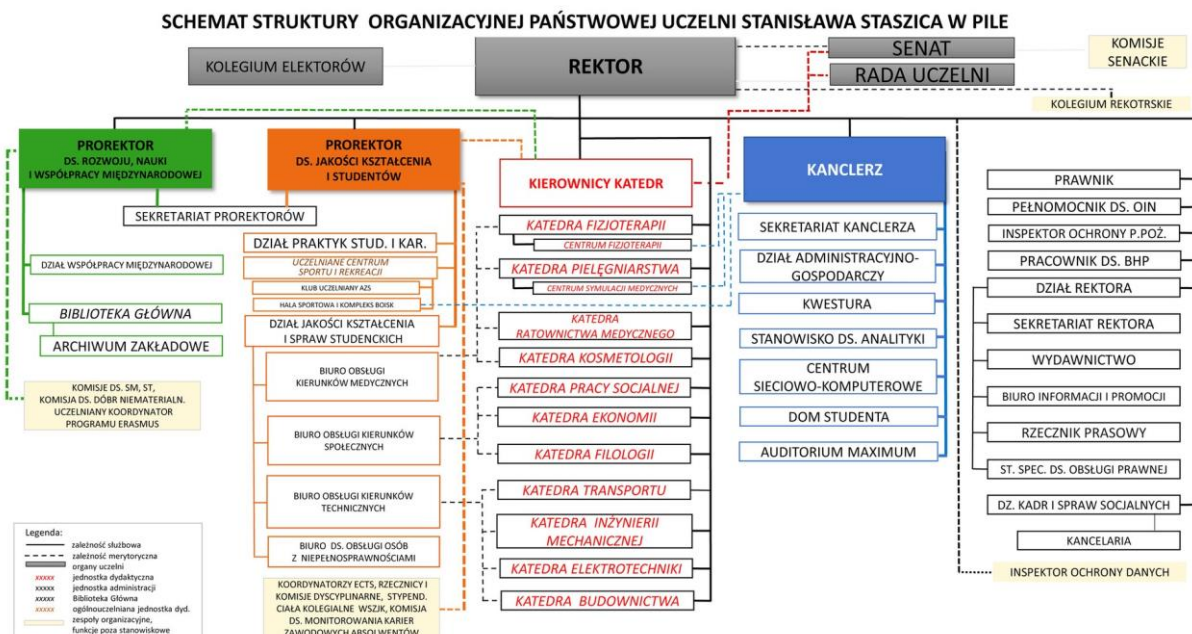 SCHEMAT STRUKTURY ORGANIZACYJNEJ PAŃSTWOWEJ UCZELNI STANISŁAWA STASZICA W PILE
KOLEGIUM ELEKTORÓW
REKTOR
SENAT
RADA UCZELNI
KOMISJE
SENACKIE
KOLEGIUM REKOTRSKIE
PROREKTOR
DS. ROZWOJU, NAUKI
I WSPÓŁPRACY MIĘDZYNARODOWEJ
PROREKTOR
DS. JAKOŚCI KSZTAŁCENIA
I STUDENTÓW
SEKRETARIAT PROREKTORÓW
DZIAŁ WSPÓŁPRACY MIĘDZYNARODOWEJ
BIBLIOTEKA GŁÓWNA
ARCHIWUM ZAKŁADOWE
KOMISJE DS. SM, ST,
KOMISJA DS. DÓBR NIEMATERIALN.
UCZELNIANY KOORDYNATOR
PROGRAMU ERASMUS
DZIAŁ PRAKTYK STUD. I KAR.
UCZELNIANE CENTRUM
SPORTU I REKREACJI
KLUB UCZELNIANY AZS
HALA SPORTOWA I KOMPLEKS BOISK
DZIAŁ JAKOŚCI KSZTAŁCENIA
I SPRAW STUDENCKICH
BIURO OBSŁUGI
KIERUNKÓW MEDYCZNYCH
BIURO OBSŁUGI KIERUNKÓW
SPOŁECZNYCH
BIURO OBSŁUGI KIERUNKÓW
TECHNICZNYCH
BIURO DS. OBSŁUGI OSÓB
Z NIEPEŁNOSPRAWNOŚCIAMI
KOORDYNATORZY ECTS, RZECZNICY I
KOMISJE DYSCYPLINARNE, STYPEND.
CIAŁA KOLEGIALNE WSZJK, KOMISJA
DS. MONITOROWANIA KARIER
ZAWODOWYCH ABSOLWENTÓW
KIEROWNICY KATEDR
KATEDRA FIZJOTERAPII
CENTRUM FIZJOTERAPII
KATEDRA PIELĘGNIARSTWA
CENTRUM SYMULACJI MEDYCZNYCH
KATEDRA
RATOWNICTWA MEDYCZNEGO
KATEDRA KOSMETOLOGII
KATEDRA PRACY SOCJALNEJ
KATEDRA EKONOMII
KATEDRA FILOLOGII
KATEDRA TRANSPORTU
KATEDRA INŻYNIERII
MECHANICZNEJ
KATEDRA ELEKTROTECHNIKI
KATEDRA BUDOWNICTWA
KANCLERZ
SEKRETARIAT KANCLERZA
DZIAŁ ADMINISTRACYJNO-
GOSPODARCZY
KWESTURA
STANOWISKO DS. ANALITYKI
CENTRUM
SIECIOWO-KOMPUTEROWE
DOM STUDENTA
AUDITORIUM MAXIMUM
PRAWNIK
PEŁNOMOCNIK DS. OIN
INSPEKTOR OCHRONY P.POŻ.
PRACOWNIK DS. BHP
DZIAŁ REKTORA
SEKRETARIAT REKTORA
WYDAWNICTWO
BIURO INFORMACJI I PROMOCJI
RZECZNIK PRASOWY
ST. SPEC. DS. OBSŁUGI PRAWNEJ
DZ. KADR I SPRAW SOCJALNYCH
KANCELARIA
INSPEKTOR OCHRONY DANYCH
Legenda:
zależność służbowa
zależność merytoryczna
organy uczelni
xxxxx jednostka dydaktyczna
xxxxx jednostka administracji
xxxxx Biblioteka Główna
xxxxx ogólnouczelniana jednostka dyd.
zespoły organizacyjne,
funkcje poza stanowiskowe